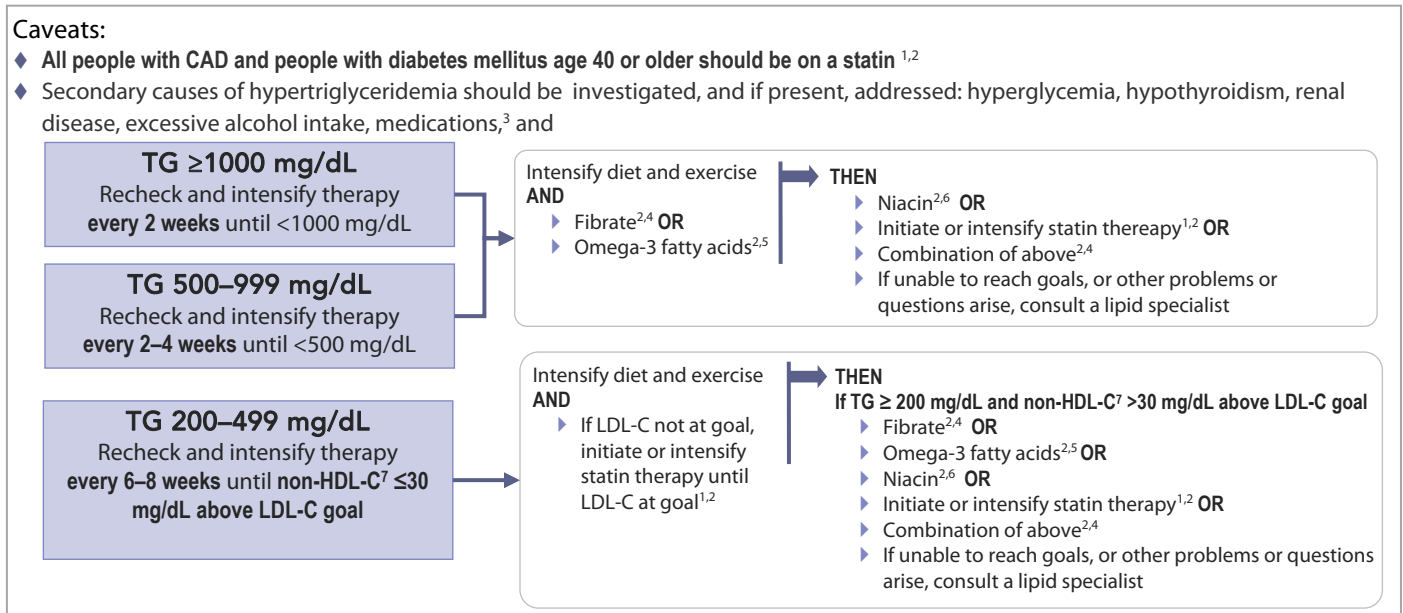 Caveats:
♦ All people with CAD and people with diabetes mellitus age 40 or older should be on a statin 1,2
♦ Secondary causes of hypertriglyceridemia should be investigated, and if present, addressed: hyperglycemia, hypothyroidism, renal
disease, excessive alcohol intake, medications,3 and
TG ≥1000 mg/dL
Recheck and intensify therapy
every 2 weeks until <1000 mg/dL
TG 500–999 mg/dL
Recheck and intensify therapy
every 2–4 weeks until <500 mg/dL
Intensify diet and exercise
AND
Fibrate2,4 OR
Omega-3 fatty acids2,5
THEN
Niacin2,6 OR
Initiate or intensify statin thereapy1,2 OR
Combination of above2,4
If unable to reach goals, or other problems or
questions arise, consult a lipid specialist
TG 200–499 mg/dL
Recheck and intensify therapy
every 6–8 weeks until non-HDL-C7 ≤30
mg/dL above LDL-C goal
Intensify diet and exercise
AND
If LDL-C not at goal,
initiate or intensify
statin therapy until
LDL-C at goal1,2
THEN
If TG ≥ 200 mg/dL and non-HDL-C7 >30 mg/dL above LDL-C goal
Fibrate2,4 OR
Omega-3 fatty acids2,5 OR
Niacin2,6 OR
Initiate or intensify statin therapy1,2 OR
Combination of above2,4
If unable to reach goals, or other problems or questions
arise, consult a lipid specialist